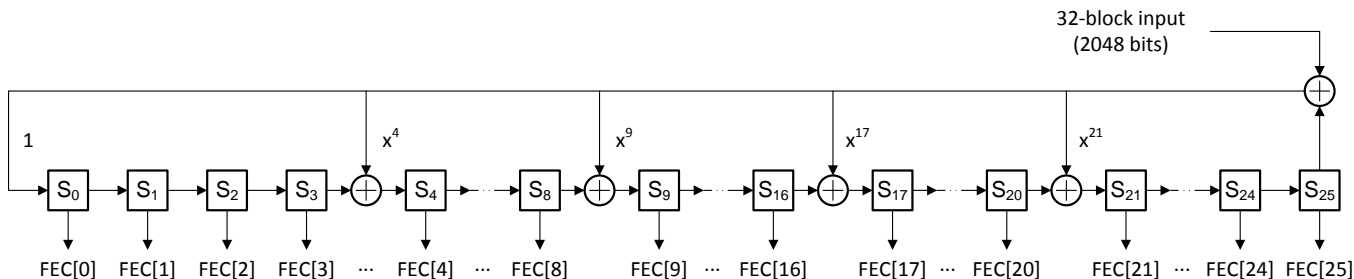 32-block input
(2048 bits)
1 x⁴ x⁹ x¹⁷ x²¹
S₀ S₁ S₂ S₃ S₄ ... S₈ S₉ ... S₁₆ S₁₇ ... S₂₀ S₂₁ ... S₂₄ S₂₅
FEC[0] FEC[1] FEC[2] FEC[3] ... FEC[4] ... FEC[8] FEC[9] ... FEC[16] FEC[17] ... FEC[20] FEC[21] ... FEC[24] FEC[25]